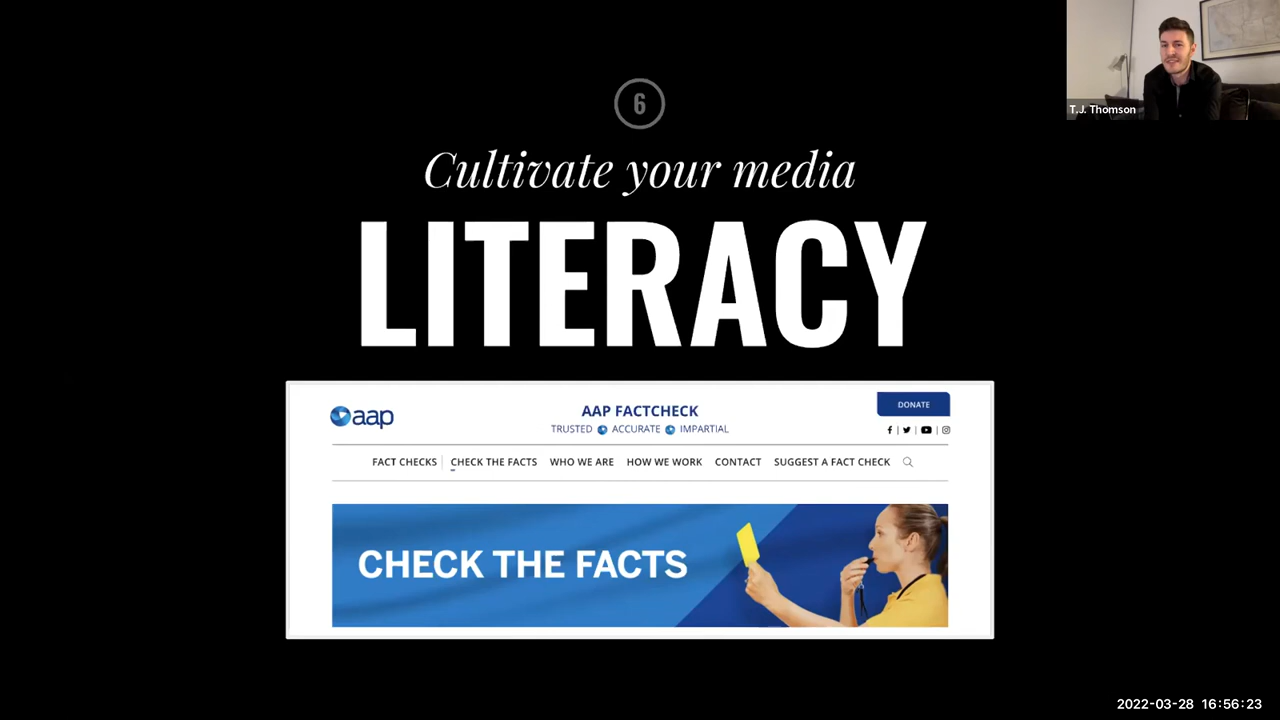 T.J. Thomson
6
Cultivate your media
LITERACY
aap
AAP FACTCHECK
TRUSTED ACCURATE IMPARTIAL
DONATE
FACT CHECKS CHECK THE FACTS WHO WE ARE HOW WE WORK CONTACT SUGGEST A FACT CHECK
CHECK THE FACTS
2022-03-28 16:56:23